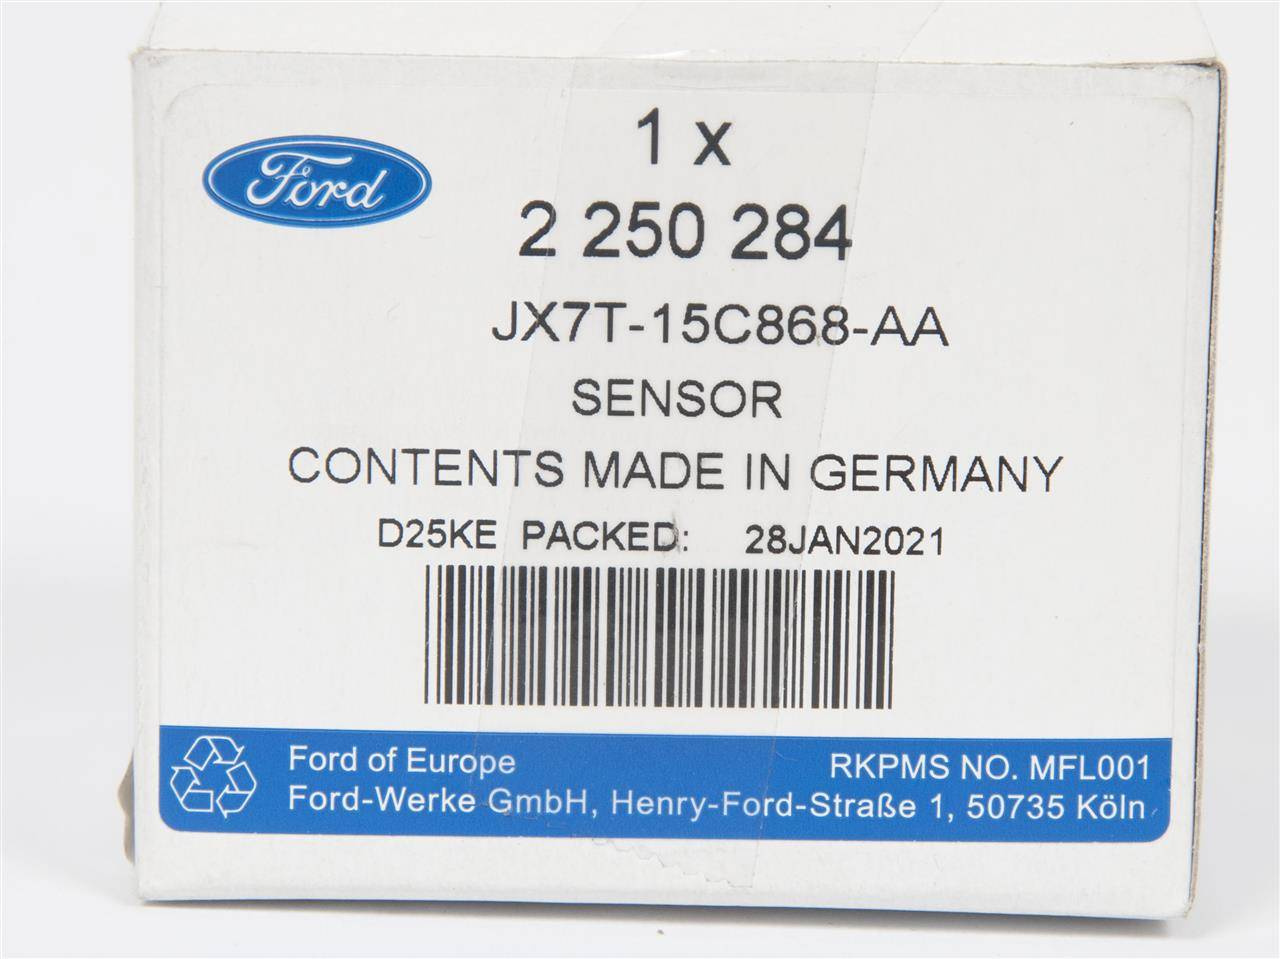 Ford
1 x
2 250 284
JX7T-15C868-AA
SENSOR
CONTENTS MADE IN GERMANY
D25KE PACKED: 28JAN2021
Ford of Europe
RKPMS NO. MFL001
Ford-Werke GmbH, Henry-Ford-Straße 1, 50735 Köln